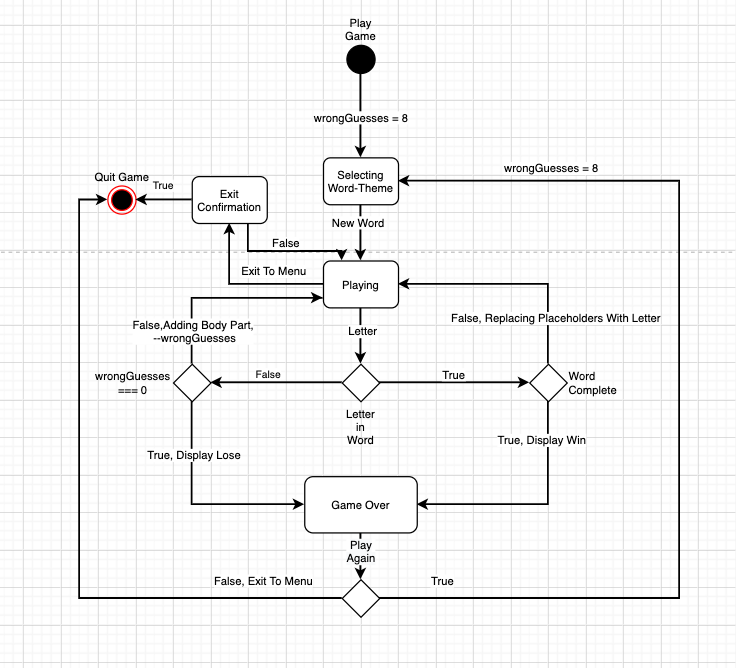 Play
Game
wrongGuesses = 8
wrongGuesses = 8
Selecting
Word-Theme
Quit Game
True
Exit
Confirmation
New Word
False
Exit To Menu
Playing
False, Replacing Placeholders With Letter
False,Adding Body Part,
--wrongGuesses
Letter
wrongGuesses
=== 0
False
True
Word
Complete
Letter
in
Word
True, Display Lose
True, Display Win
Game Over
Play
Again
False, Exit To Menu
True